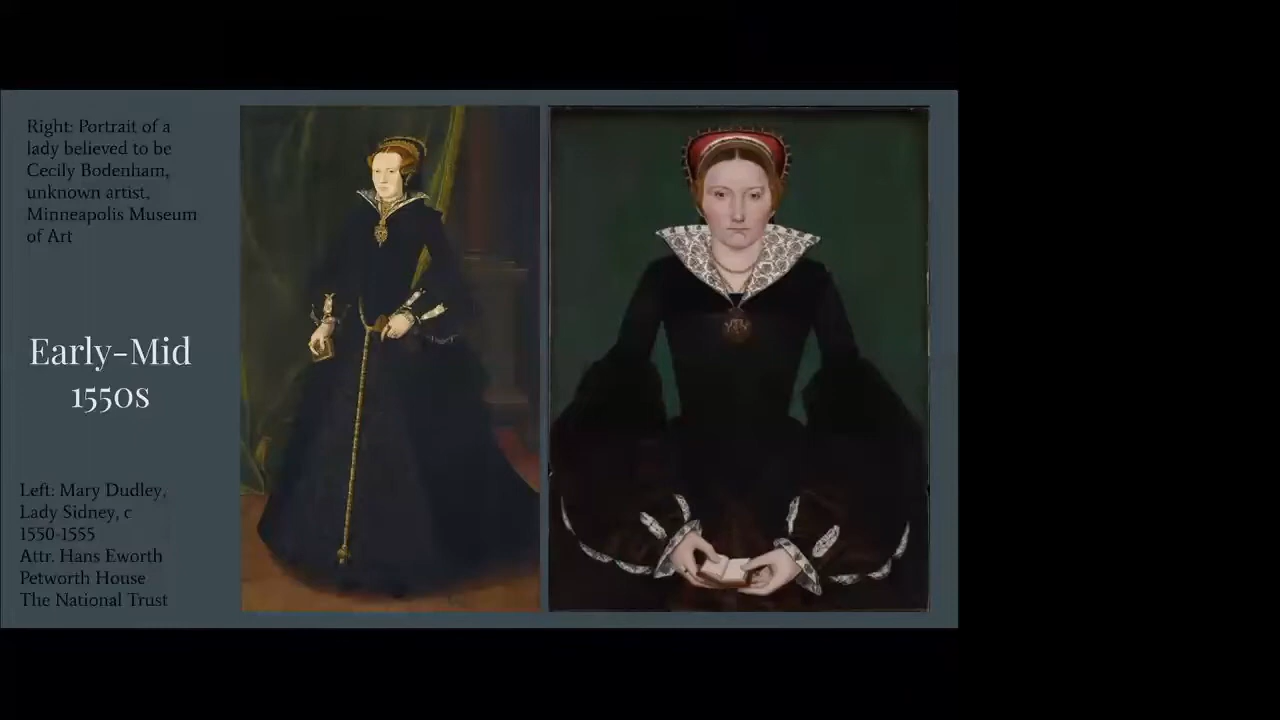 Right: Portrait of a
lady believed to be
Cecily Bodenham,
unknown artist,
Minneapolis Museum
of Art
Early-Mid
1550s
Left: Mary Dudley,
Lady Sidney, c
1550-1555
Attr. Hans Eworth
Petworth House
The National Trust